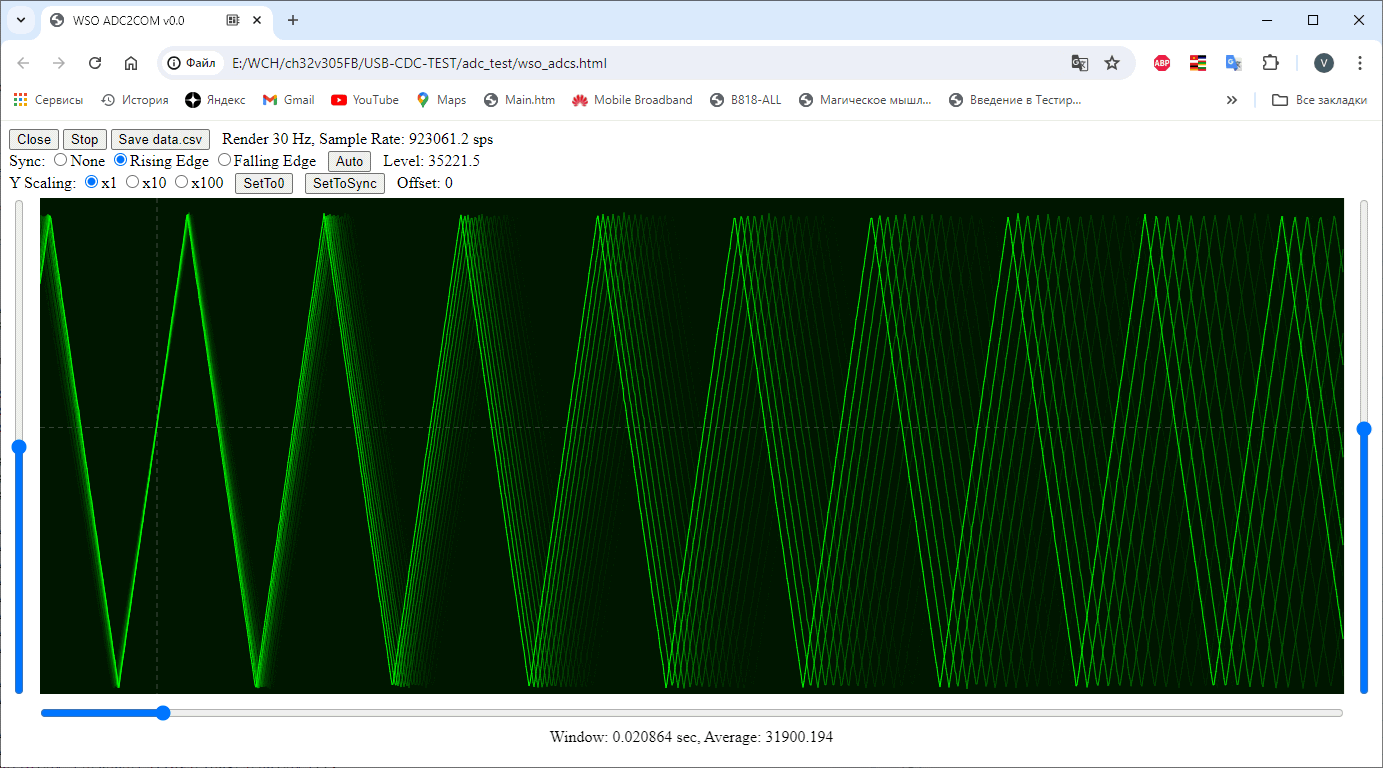 WSO ADC2COM v0.0
Файл E:/WCH/ch32v305FB/USB-CDC-TEST/adc_test/wso_adcs.html ABP V
Сервисы История Яндекс Gmail YouTube Maps Main.htm Mobile Broadband B818-ALL Магическое мышл... Введение в Тестир... Все закладки
Close Stop Save data.csv Render 30 Hz, Sample Rate: 923061.2 sps
Sync: None Rising Edge Falling Edge Auto Level: 35221.5
Y Scaling: x1 x10 x100 SetTo0 SetToSync Offset: 0
Window: 0.020864 sec, Average: 31900.194